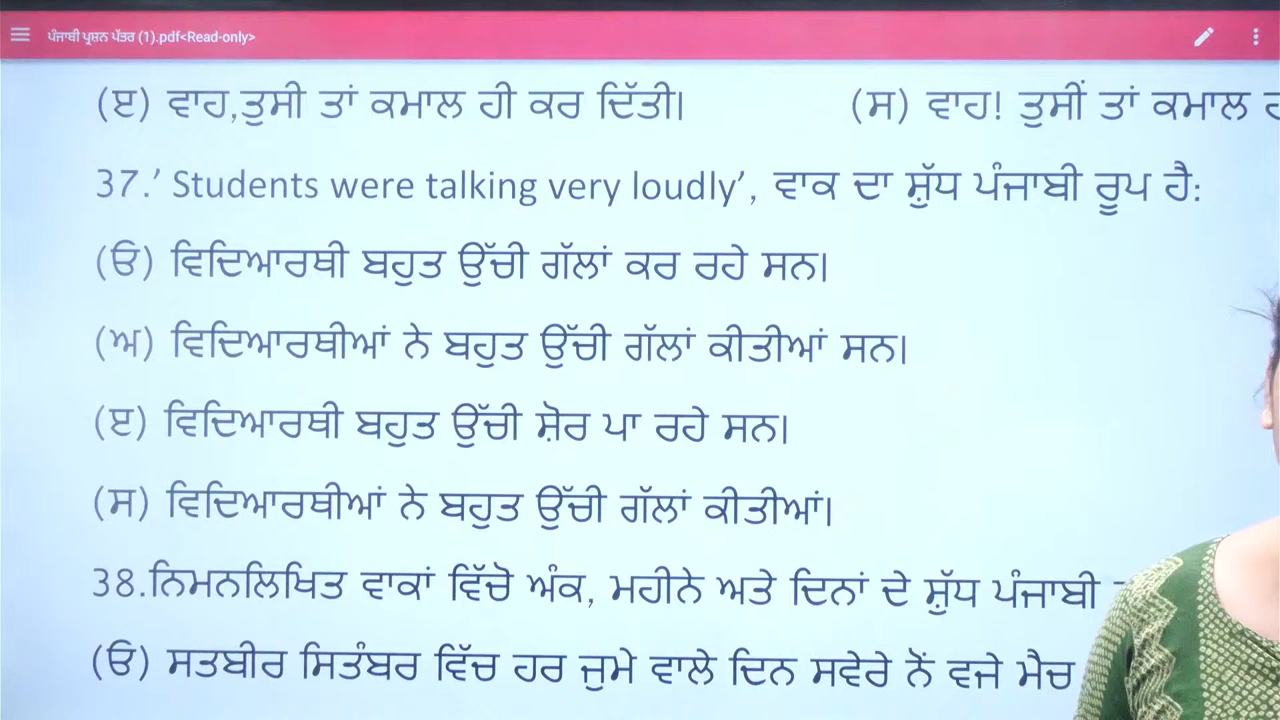 ਪੰਜਾਬੀ ਪ੍ਰਸ਼ਨ ਪੱਤਰ (1).pdf<Read-only>
(ੲ) ਵਾਹ,ਤੁਸੀ ਤਾਂ ਕਮਾਲ ਹੀ ਕਰ ਦਿੱਤੀ। (ਸ) ਵਾਹ! ਤੁਸੀਂ ਤਾਂ ਕਮਾਲ
37.’ Students were talking very loudly’, ਵਾਕ ਦਾ ਸ਼ੁੱਧ ਪੰਜਾਬੀ ਰੂਪ ਹੈ:
(ੳ) ਵਿਦਿਆਰਥੀ ਬਹੁਤ ਉੱਚੀ ਗੱਲਾਂ ਕਰ ਰਹੇ ਸਨ।
(ਅ) ਵਿਦਿਆਰਥੀਆਂ ਨੇ ਬਹੁਤ ਉੱਚੀ ਗੱਲਾਂ ਕੀਤੀਆਂ ਸਨ।
(ੲ) ਵਿਦਿਆਰਥੀ ਬਹੁਤ ਉੱਚੀ ਸ਼ੋਰ ਪਾ ਰਹੇ ਸਨ।
(ਸ) ਵਿਦਿਆਰਥੀਆਂ ਨੇ ਬਹੁਤ ਉੱਚੀ ਗੱਲਾਂ ਕੀਤੀਆਂ।
38.ਨਿਮਨਲਿਖਿਤ ਵਾਕਾਂ ਵਿੱਚੋ ਅੰਕ, ਮਹੀਨੇ ਅਤੇ ਦਿਨਾਂ ਦੇ ਸ਼ੁੱਧ ਪੰਜਾਬੀ
(ੳ) ਸਤਬੀਰ ਸਿਤੰਬਰ ਵਿੱਚ ਹਰ ਜੁਮੇ ਵਾਲੇ ਦਿਨ ਸਵੇਰੇ ਨੋਂ ਵਜੇ ਮੈਚ